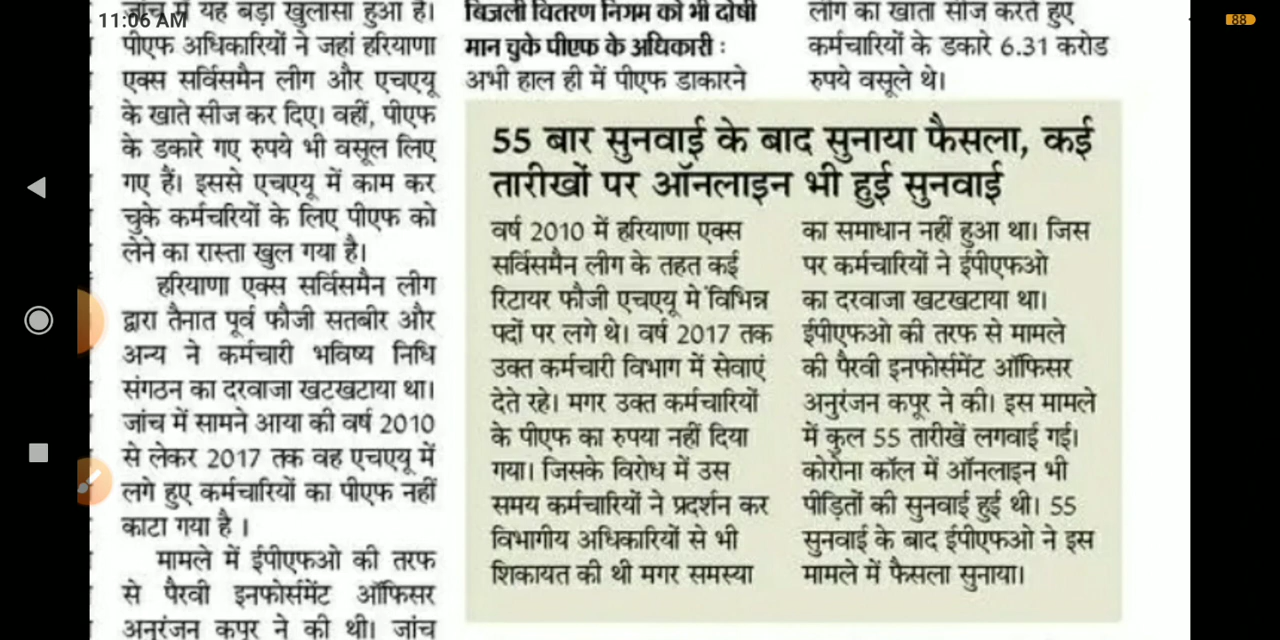 11:06 AM
88
जांच में यह बड़ा खुलासा हुआ है।
पीएफ अधिकारियों ने जहां हरियाणा
एक्स सर्विसमैन लीग और एचएयू
के खाते सीज कर दिए। वहीं, पीएफ
के डकारे गए रुपये भी वसूल लिए
गए हैं। इससे एचएयू में काम कर
चुके कर्मचरियों के लिए पीएफ को
लेने का रास्ता खुल गया है।
हरियाणा एक्स सर्विसमैन लीग
द्वारा तैनात पूर्व फौजी सतबीर और
अन्य ने कर्मचारी भविष्य निधि
संगठन का दरवाजा खटखटाया था।
जांच में सामने आया की वर्ष 2010
से लेकर 2017 तक वह एचएयू में
लगे हुए कर्मचारियों का पीएफ नहीं
काटा गया है ।
मामले में ईपीएफओ की तरफ
से पैरवी इनफोर्समेंट ऑफिसर
अनुरंजन कपूर ने की थी। जांच
बिजली वितरण निगम को भी दोषी
मान चुके पीएफ के अधिकारी :
अभी हाल ही में पीएफ डाकारने
लीग का खाता सीज करते हुए
कर्मचारियों के डकारे 6.31 करोड
रुपये वसूले थे।
55 बार सुनवाई के बाद सुनाया फैसला, कई
तारीखों पर ऑनलाइन भी हुई सुनवाई
वर्ष 2010 में हरियाणा एक्स
सर्विसमैन लीग के तहत कई
रिटायर फौजी एचएयू में विभिन्न
पदों पर लगे थे। वर्ष 2017 तक
उक्त कर्मचारी विभाग में सेवाएं
देते रहे। मगर उक्त कर्मचारियों
के पीएफ का रुपया नहीं दिया
गया। जिसके विरोध में उस
समय कर्मचारियों ने प्रदर्शन कर
विभागीय अधिकारियों से भी
शिकायत की थी मगर समस्या
का समाधान नहीं हुआ था। जिस
पर कर्मचारियों ने ईपीएफओ
का दरवाजा खटखटाया था।
ईपीएफओ की तरफ से मामले
की पैरवी इनफोर्समेंट ऑफिसर
अनुरंजन कपूर ने की। इस मामले
में कुल 55 तारीखें लगवाई गई।
कोरोना कॉल में ऑनलाइन भी
पीड़ितों की सुनवाई हुई थी। 55
सुनवाई के बाद ईपीएफओ ने इस
मामले में फैसला सुनाया।